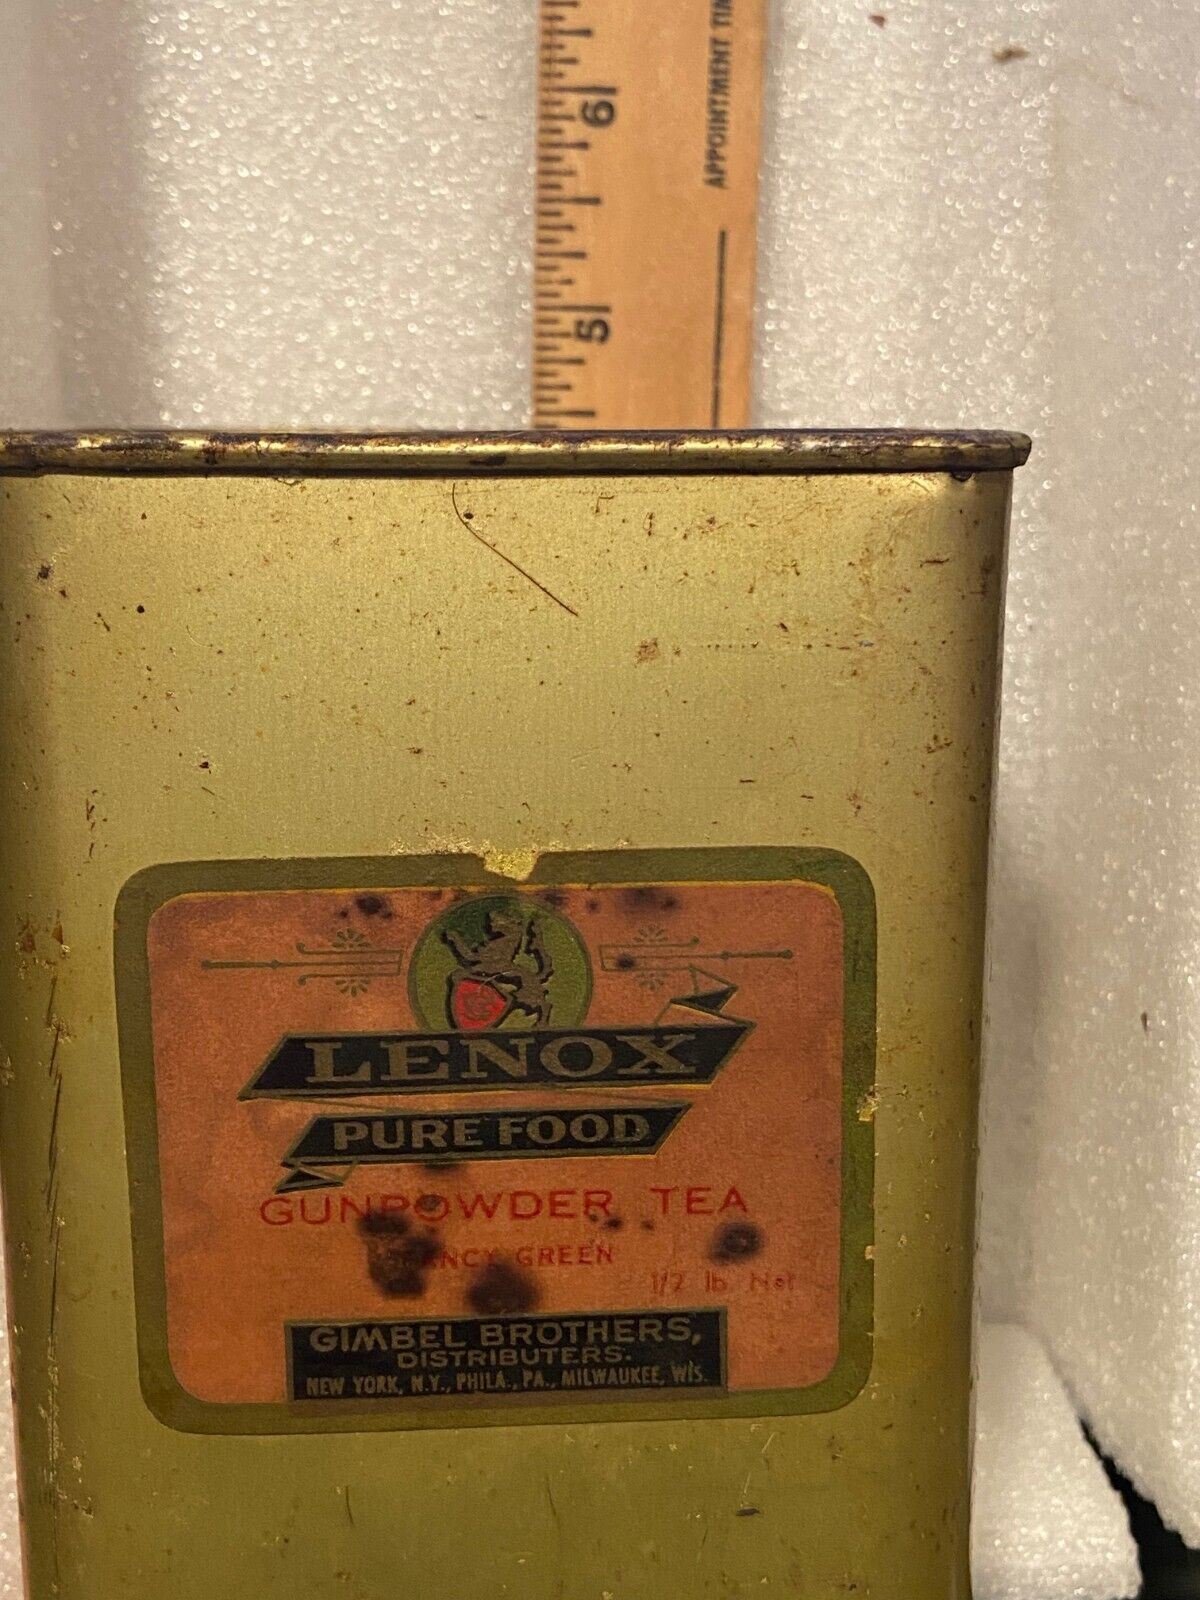 6
5
APPOINTMENT
LENOX
PURE FOOD
GUNPOWDER TEA
FANCY GREEN
1/2 lb Net
GIMBEL BROTHERS,
DISTRIBUTERS.
NEW YORK, N.Y., PHILA., PA., MILWAUKEE, WIS.